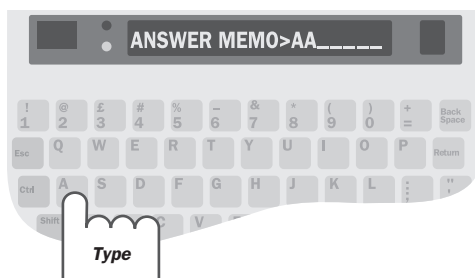 ANSWER MEMO>AA_____
! @ £ # % _ & * ( ) + Back
1 2 3 4 5 6 7 8 9 0 = Space
Esc Q W E R T Y U I O P Return
Ctrl A S D F G H J K L : "
; '
Shift C V
Type